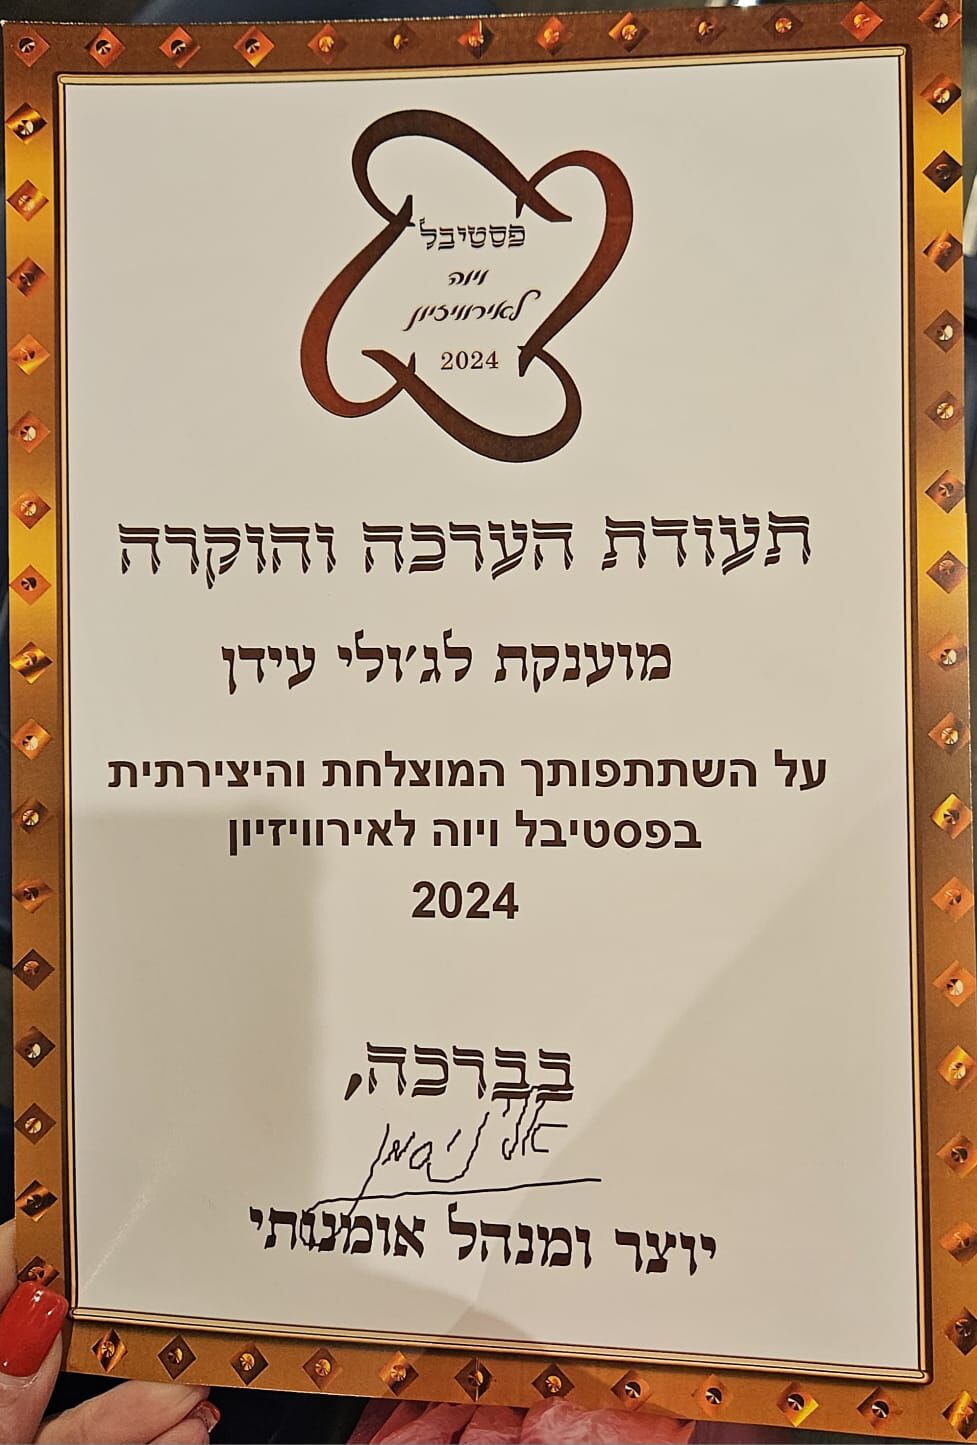 פסטיבל
ויוה
לאירוויזיון
2024
תעודת הערכה והוקרה
מוענקת לג'ולי עידן
על השתתפותך המוצלחת והיצירתית
בפסטיבל ויוה לאירוויזיון
2024
בברכה,
יוצר ומנהל אומנותי